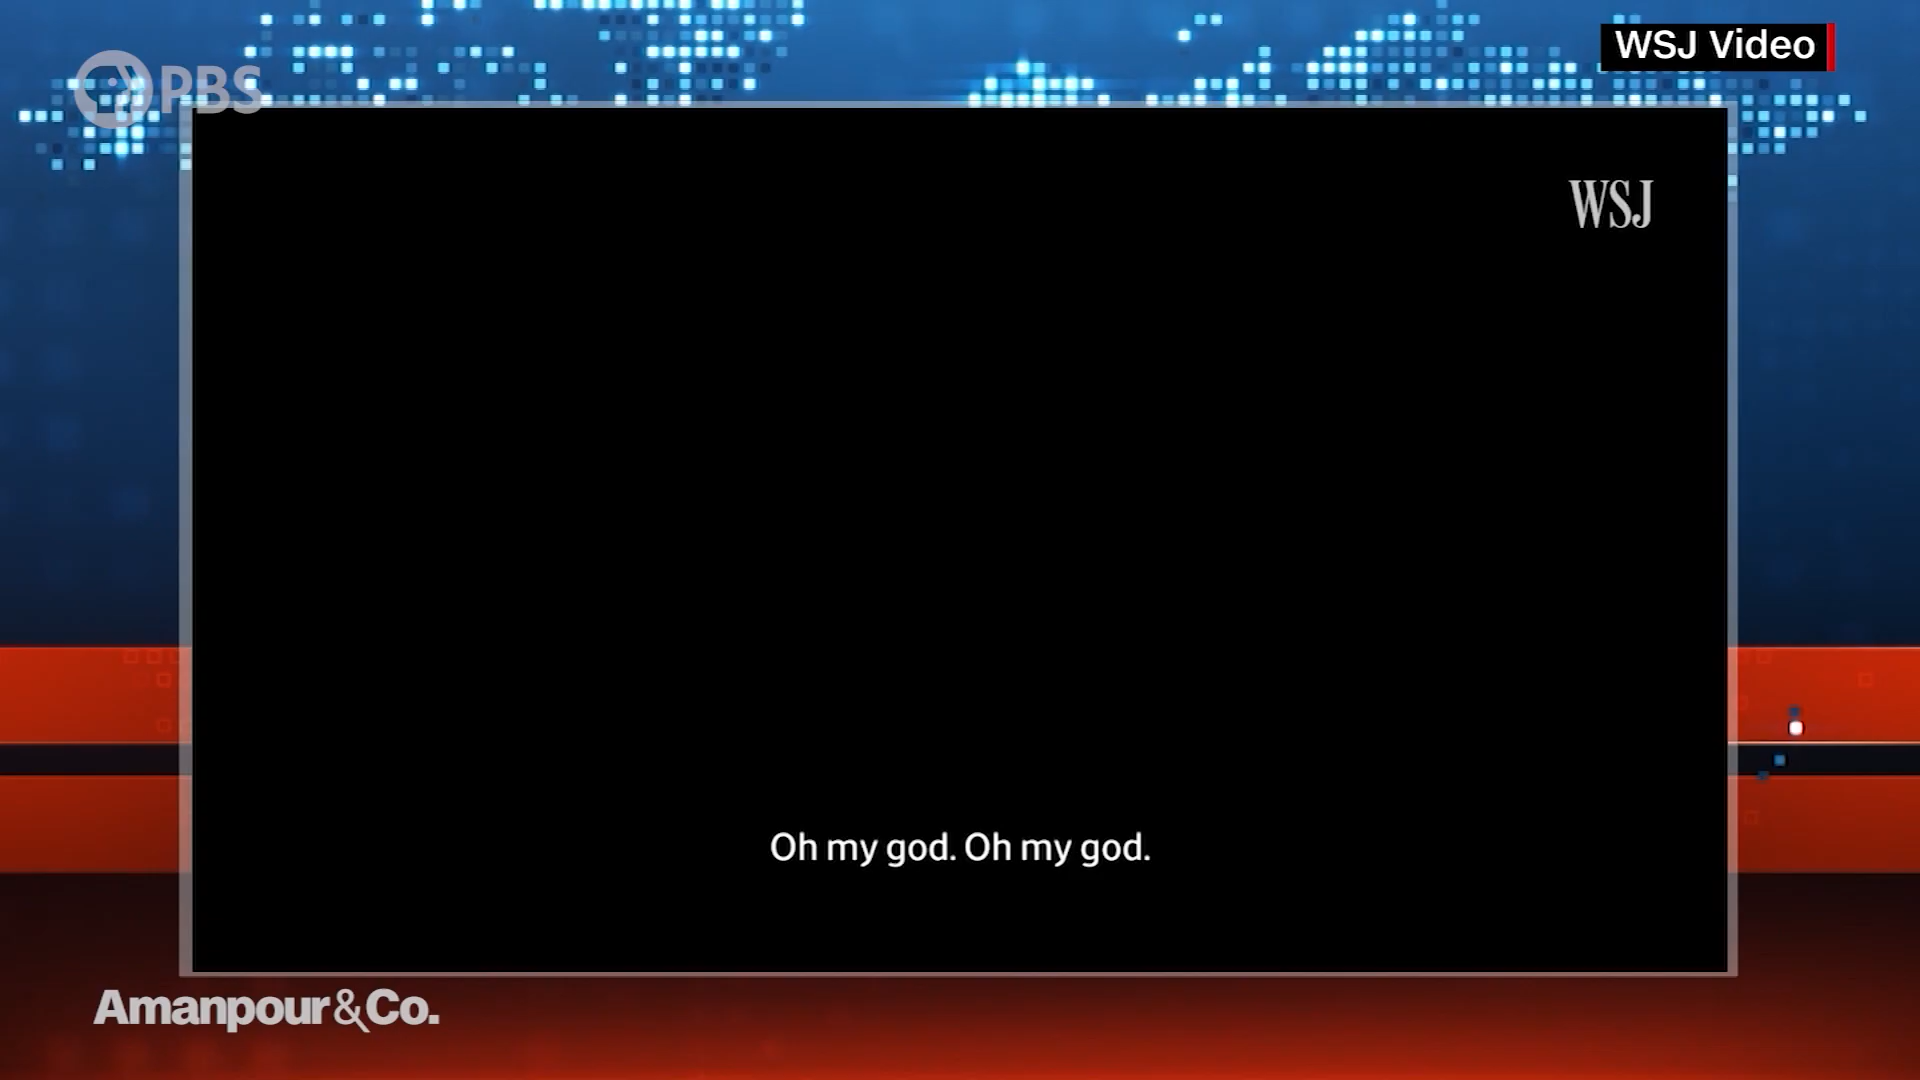 WSJ Video
PBS
WSJ
Oh my god. Oh my god.
Amanpour&Co.